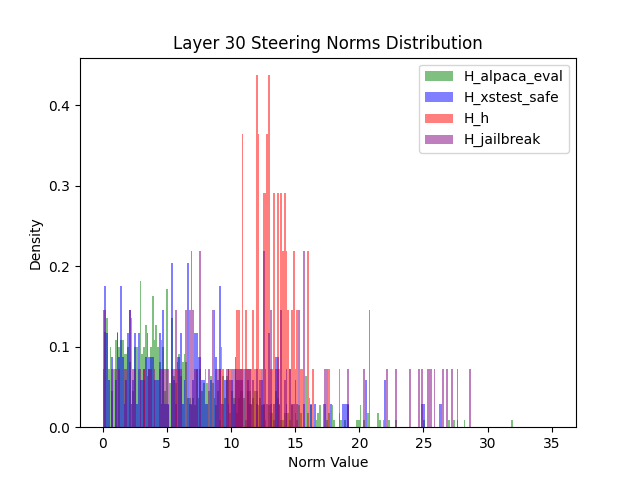 Layer 30 Steering Norms Distribution
H_alpaca_eval
H_xstest_safe
H_h
H_jailbreak
Density
0.4
0.3
0.2
0.1
0.0
0 5 10 15 20 25 30 35
Norm Value